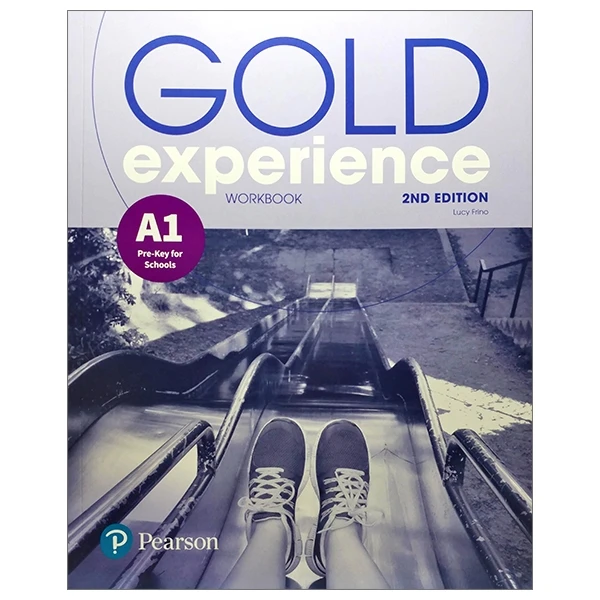 GOLD
experience
WORKBOOK
2ND EDITION
Lucy Frino
A1
Pre-Key for
Schools
Pearson